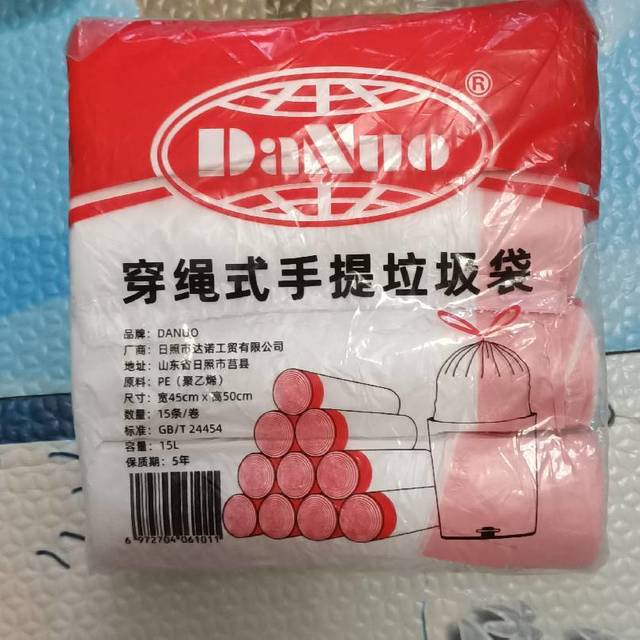 DaNuo®
穿绳式手提垃圾袋
品牌：DANUO
厂商：日照市达诺工贸有限公司
地址：山东省日照市莒县
原料：PE（聚乙烯）
尺寸：宽45cm x 高50cm
数量：15条/卷
标准：GB/T 24454
容量：15L
保质期：5年
6 972704 061011